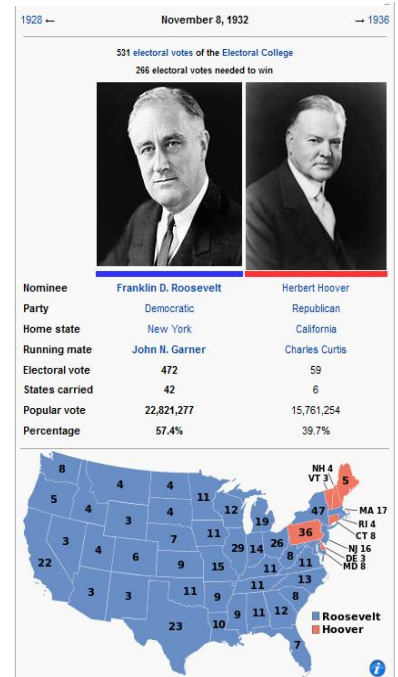 1928 ← November 8, 1932 → 1936
531 electoral votes of the Electoral College
266 electoral votes needed to win
Nominee Franklin D. Roosevelt Herbert Hoover
Party Democratic Republican
Home state New York California
Running mate John N. Garner Charles Curtis
Electoral vote 472 59
States carried 42 6
Popular vote 22,821,277 15,761,254
Percentage 57.4% 39.7%
8
4
4
11
NH 4
VT 3
5
5
4
3
4
12
19
47
MA 17
RI 4
CT 8
36
3
4
6
7
11
29
14
26
NJ 16
DE 3
MD 8
22
9
15
11
8
11
3
3
11
9
11
13
8
23
10
9
11
12
7
Roosevelt
Hoover
i